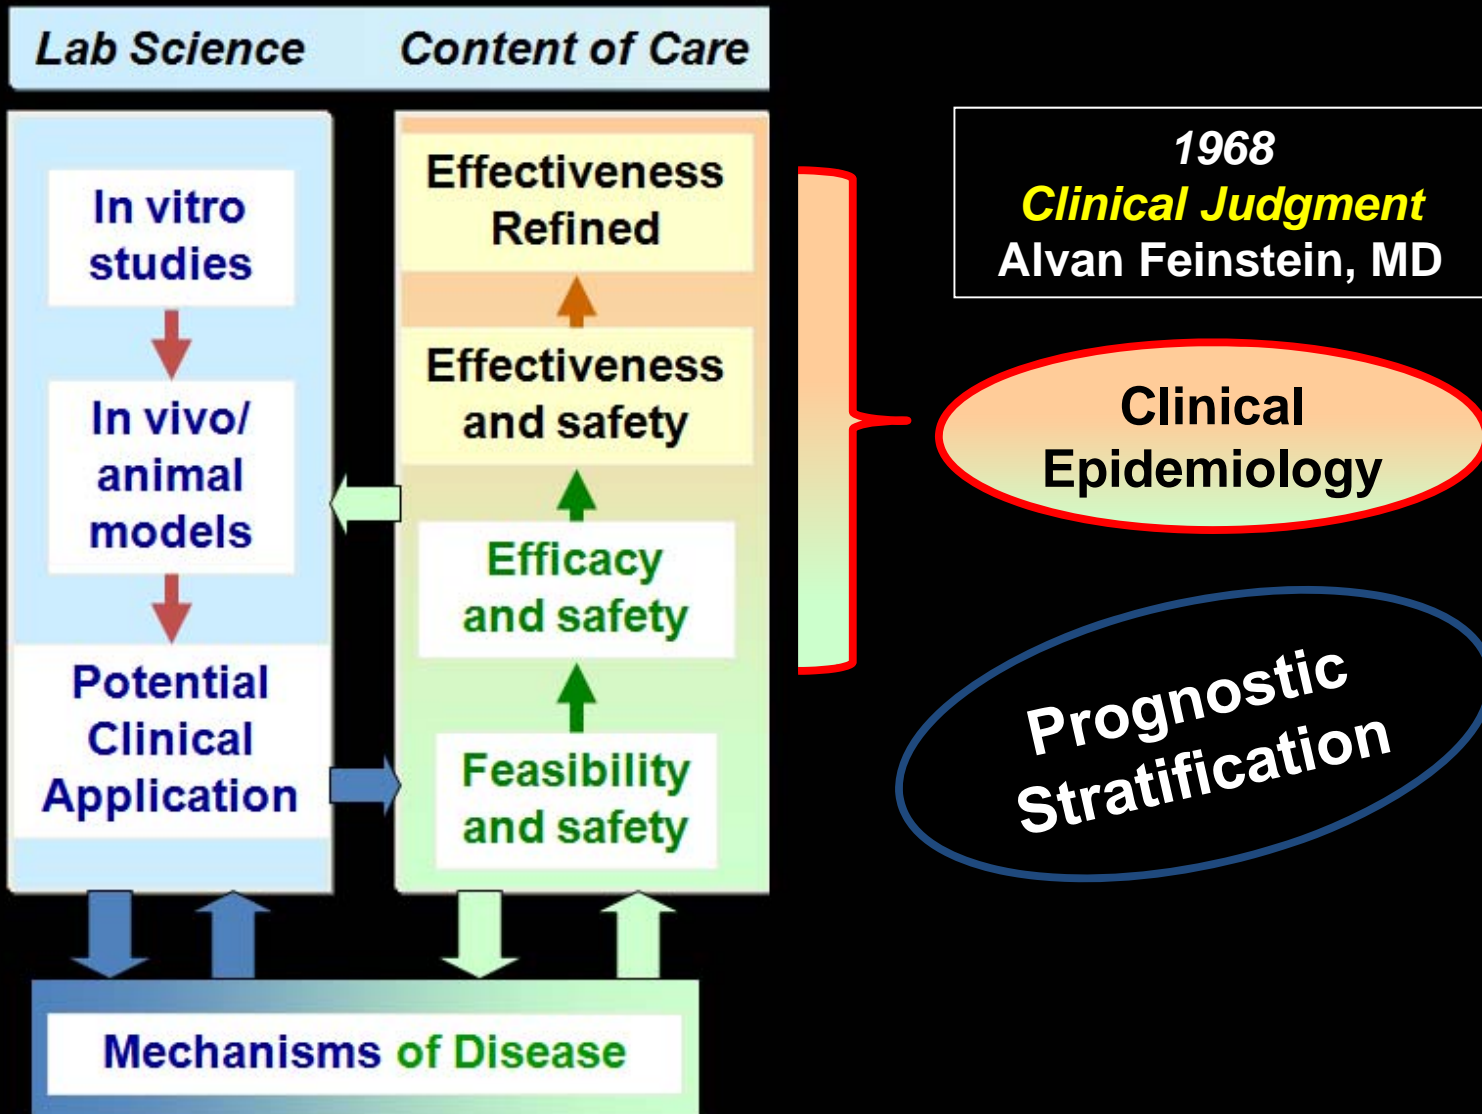 Lab Science
Content of Care
In vitro
studies
In vivo/
animal
models
Potential
Clinical
Application
Effectiveness
Refined
Effectiveness
and safety
Efficacy
and safety
Feasibility
and safety
Mechanisms of Disease
1968
Clinical Judgment
Alvan Feinstein, MD
Clinical
Epidemiology
Prognostic
Stratification